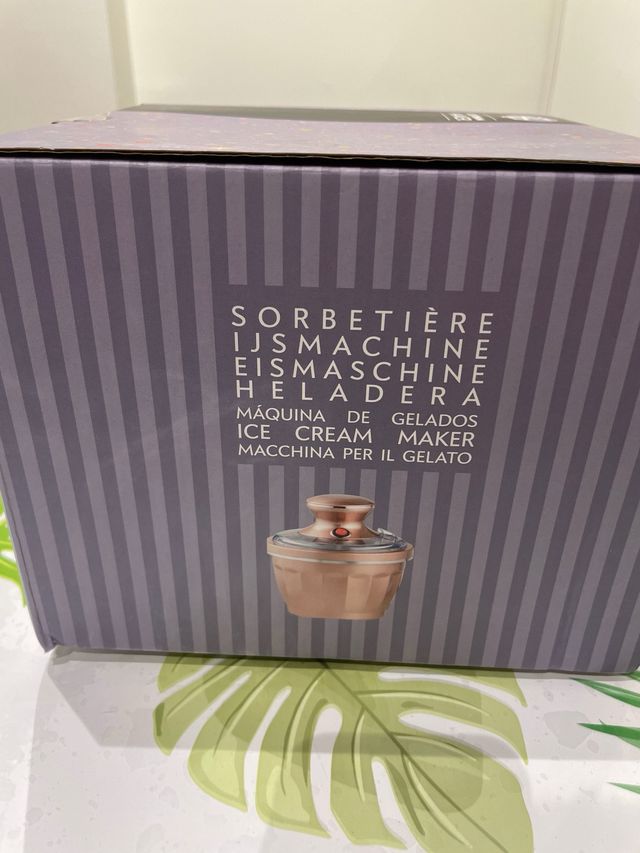 SORBETIÈRE
IJSMACHINE
EISMASCHINE
HELADERA
MÁQUINA DE GELADOS
ICE CREAM MAKER
MACCHINA PER IL GELATO